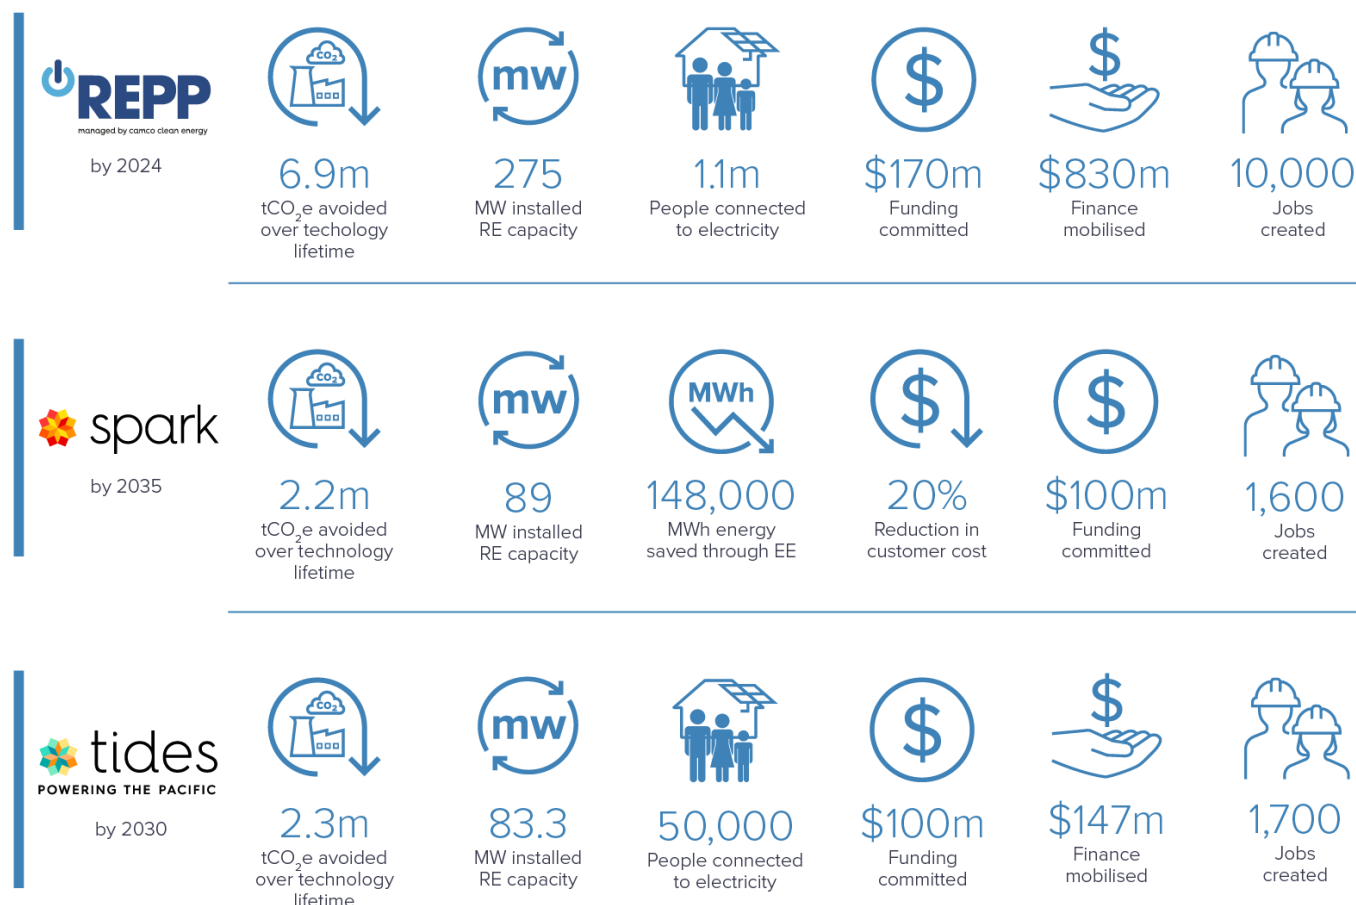 REPP
managed by camco clean energy
by 2024
CO2
mw
$
$
6.9m
tCO2e avoided
over techology
lifetime
275
MW installed
RE capacity
1.1m
People connected
to electricity
$170m
Funding
committed
$830m
Finance
mobilised
10,000
Jobs
created
spark
by 2035
CO2
mw
MWh
$
$
2.2m
tCO2e avoided
over technology
lifetime
89
MW installed
RE capacity
148,000
MWh energy
saved through EE
20%
Reduction in
customer cost
$100m
Funding
committed
1,600
Jobs
created
tides
POWERING THE PACIFIC
by 2030
CO2
mw
$
$
2.3m
tCO2e avoided
over technology
lifetime
83.3
MW installed
RE capacity
50,000
People connected
to electricity
$100m
Funding
committed
$147m
Finance
mobilised
1,700
Jobs
created